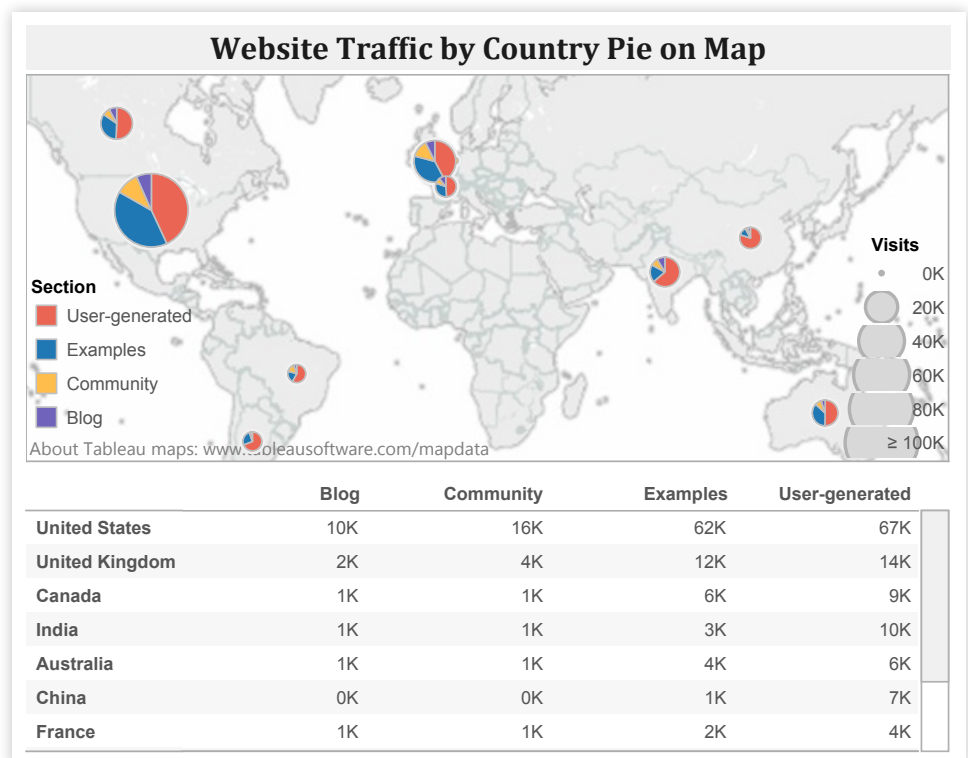 Website Traffic by Country Pie on Map
Visits
0K
20K
40K
60K
80K
≥ 100K
Section
User-generated
Examples
Community
Blog
About Tableau maps: www.tableausoftware.com/mapdata
Blog Community Examples User-generated
United States 10K 16K 62K 67K
United Kingdom 2K 4K 12K 14K
Canada 1K 1K 6K 9K
India 1K 1K 3K 10K
Australia 1K 1K 4K 6K
China 0K 0K 1K 7K
France 1K 1K 2K 4K